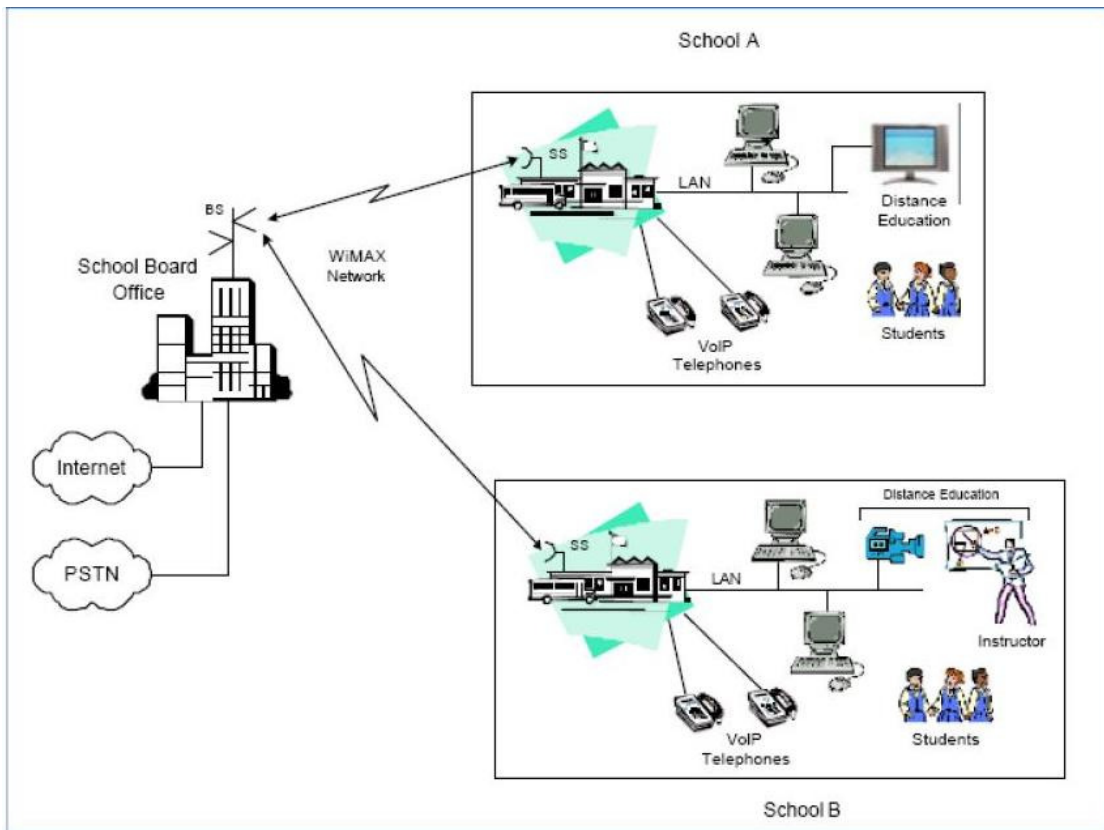 School A
SS
LAN
Distance
Education
BS
WiMAX
Network
School Board
Office
VoIP
Telephones
Students
Internet
PSTN
Distance Education
SS
LAN
Instructor
VoIP
Telephones
Students
School B